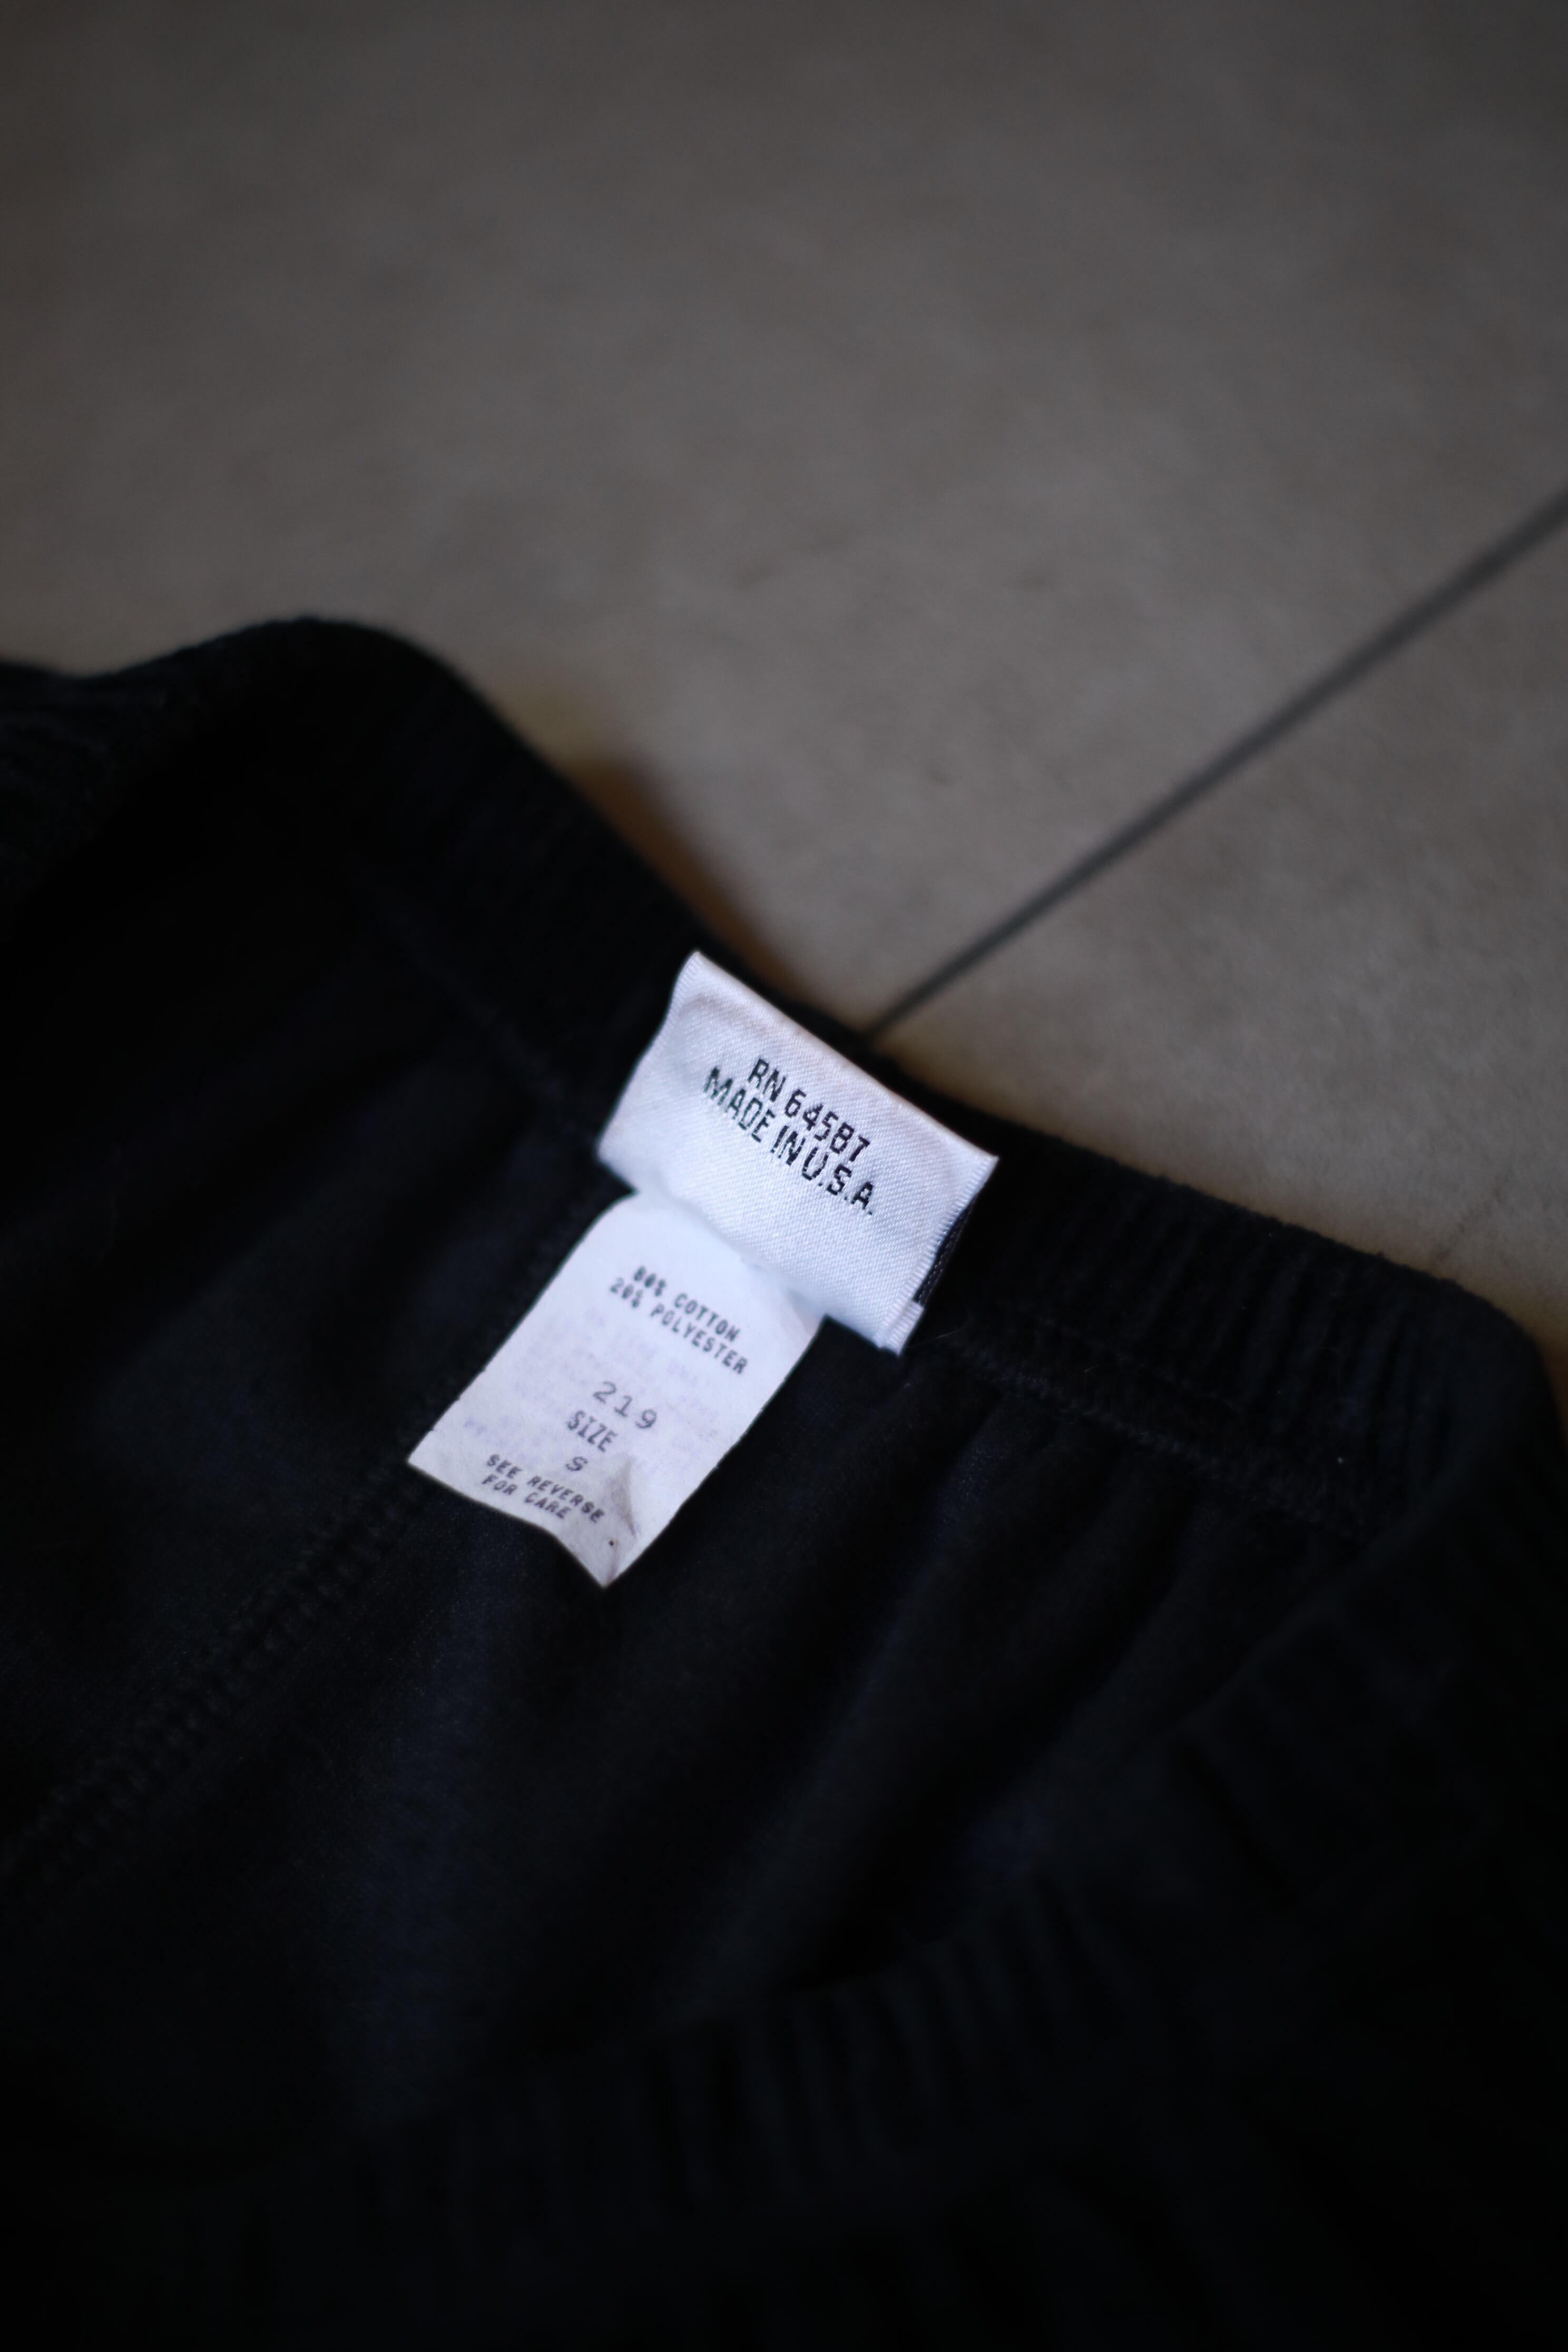 RN 64587
MADE IN U.S.A.
80% COTTON
20% POLYESTER
219
SIZE
S
SEE REVERSE
FOR CARE